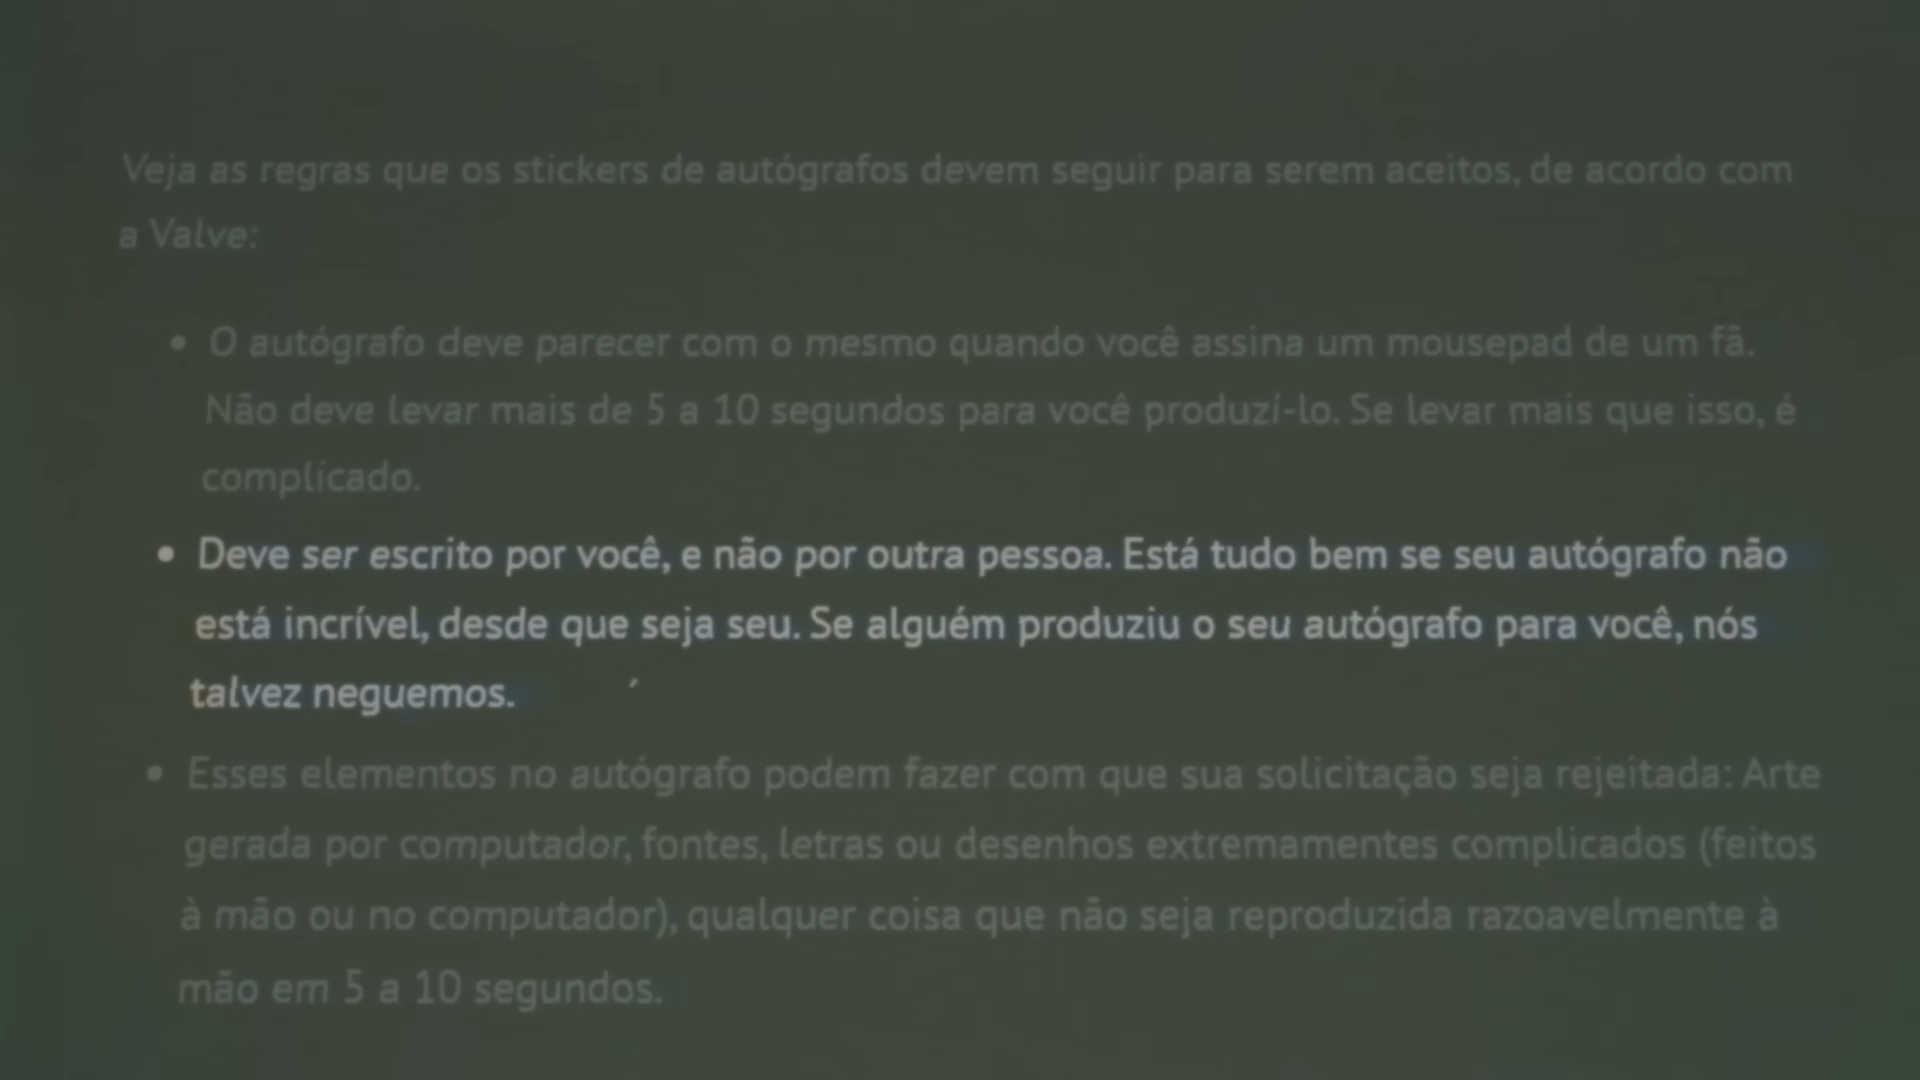 Veja as regras que os stickers de autógrafos devem seguir para serem aceitos, de acordo com
a Valve:
• O autógrafo deve parecer com o mesmo quando você assina um mousepad de um fã.
Não deve levar mais de 5 a 10 segundos para você produzí-lo. Se levar mais que isso, é
complicado.
• Deve ser escrito por você, e não por outra pessoa. Está tudo bem se seu autógrafo não
está incrível, desde que seja seu. Se alguém produziu o seu autógrafo para você, nós
talvez neguemos.
• Esses elementos no autógrafo podem fazer com que sua solicitação seja rejeitada: Arte
gerada por computador, fontes, letras ou desenhos extremamentes complicados (feitos
à mão ou no computador), qualquer coisa que não seja reproduzida razoavelmente à
mão em 5 a 10 segundos.